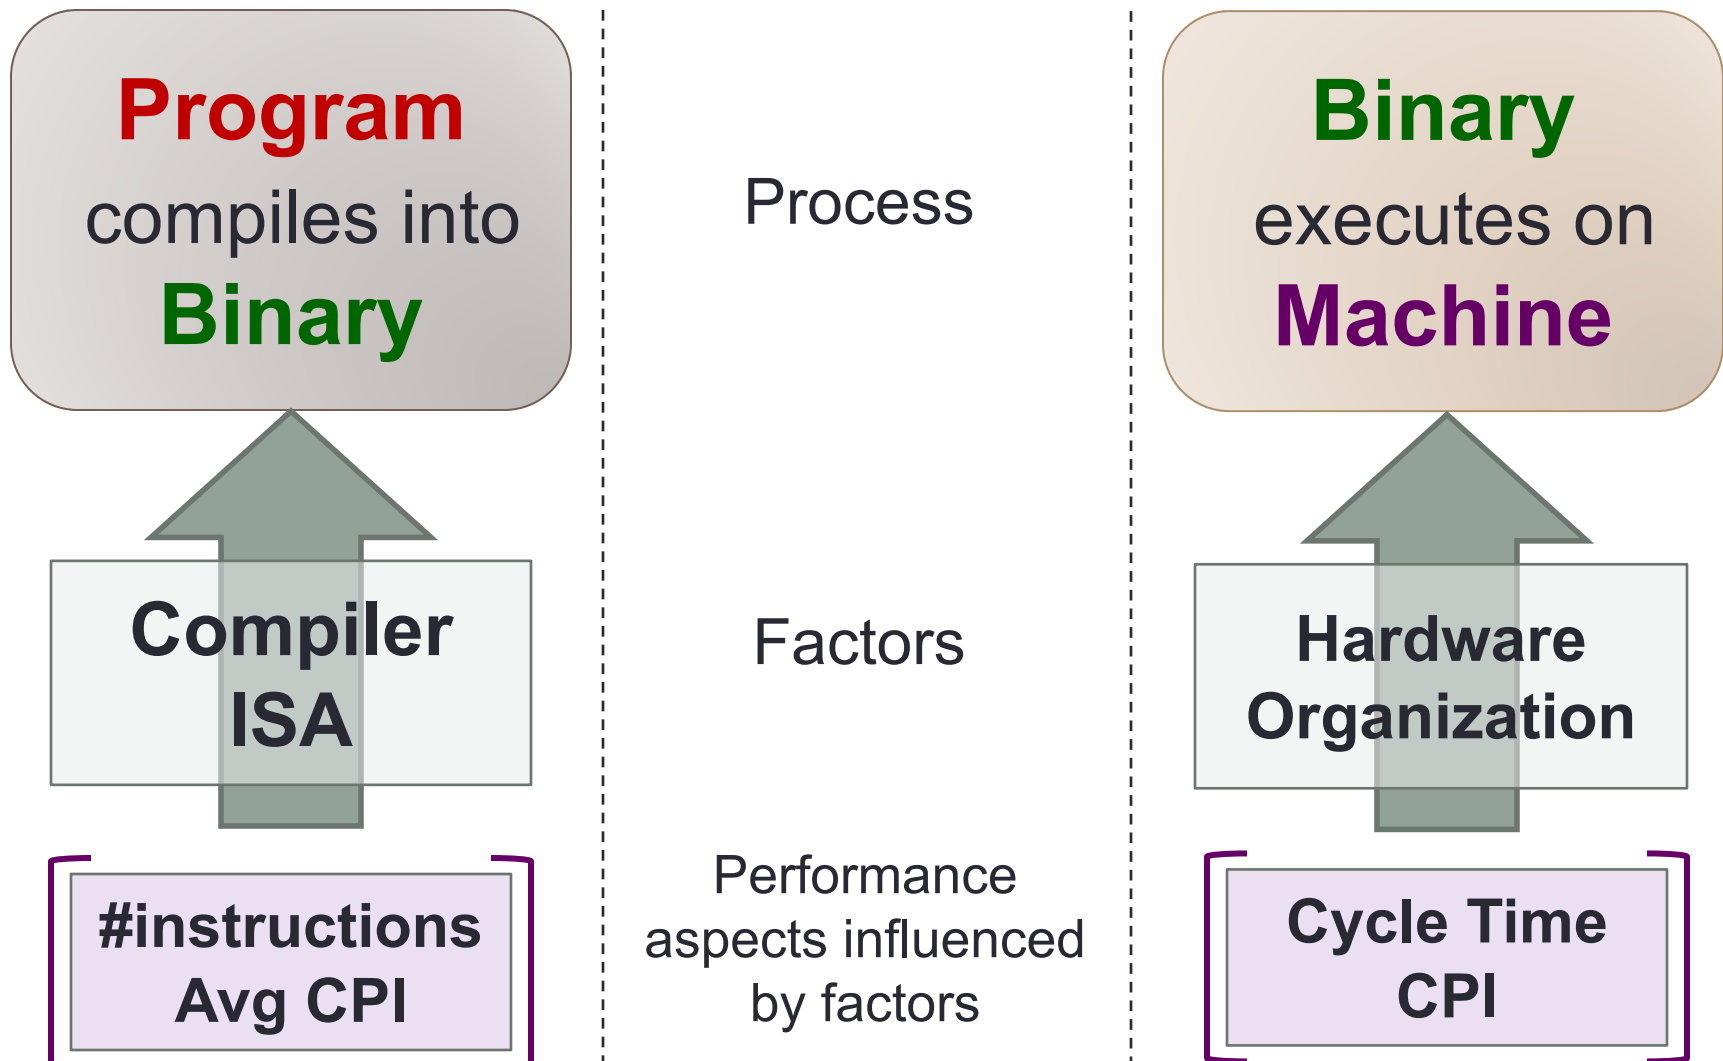 Program
compiles into
Binary
Process
Binary
executes on
Machine
Compiler
ISA
Factors
Hardware
Organization
#instructions
Avg CPI
Performance
aspects influenced
by factors
Cycle Time
CPI